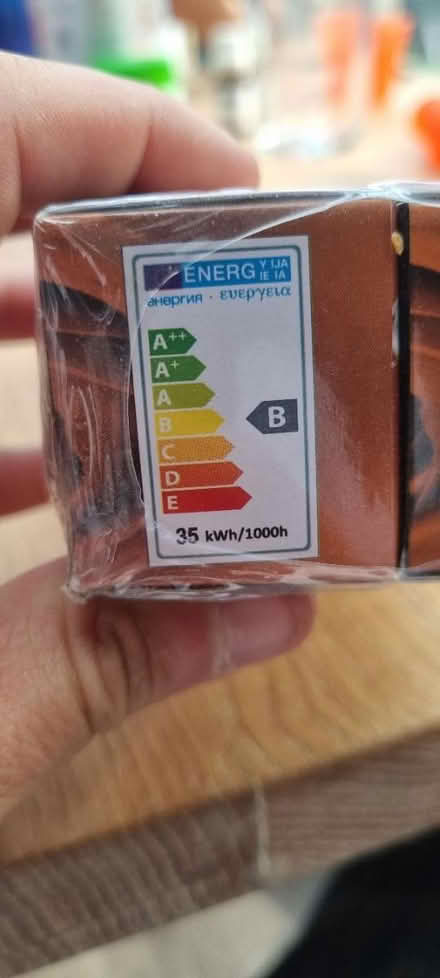 ENERG Y IJA
IE IA
енергия · ενεργεια
A++
A+
A
B
B
C
D
E
35 kWh/1000h